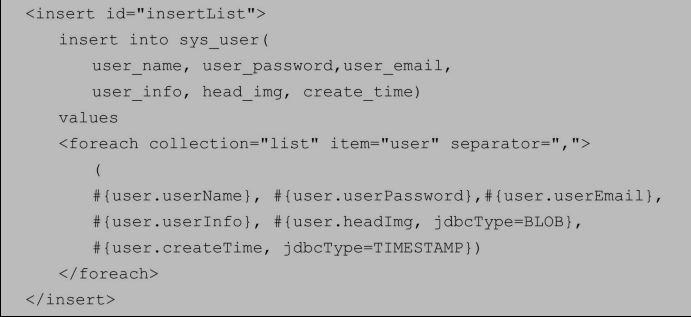 <insert id="insertList">
insert into sys_user(
user_name, user_password,user_email,
user_info, head_img, create_time)
values
<foreach collection="list" item="user" separator=",">
(
#{user.userName}, #{user.userPassword},#{user.userEmail},
#{user.userInfo}, #{user.headImg, jdbcType=BLOB},
#{user.createTime, jdbcType=TIMESTAMP})
</foreach>
</insert>